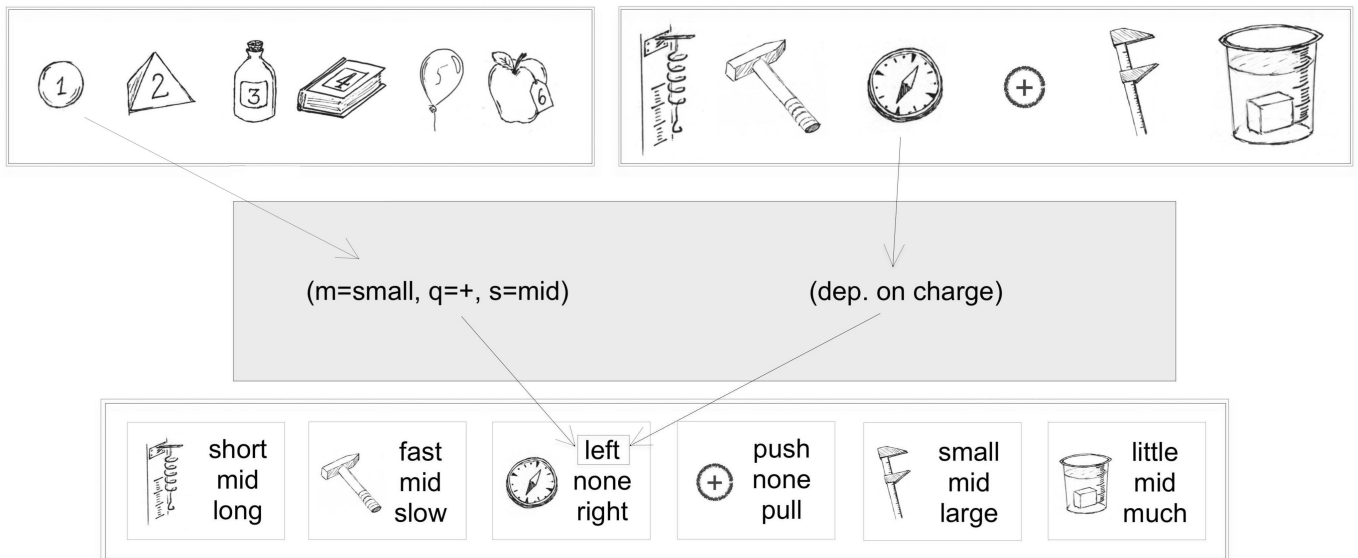 1
2
3
4
5
6
+
(m=small, q=+, s=mid)
(dep. on charge)
short
mid
long
fast
mid
slow
left
none
right
+
push
none
pull
small
mid
large
little
mid
much